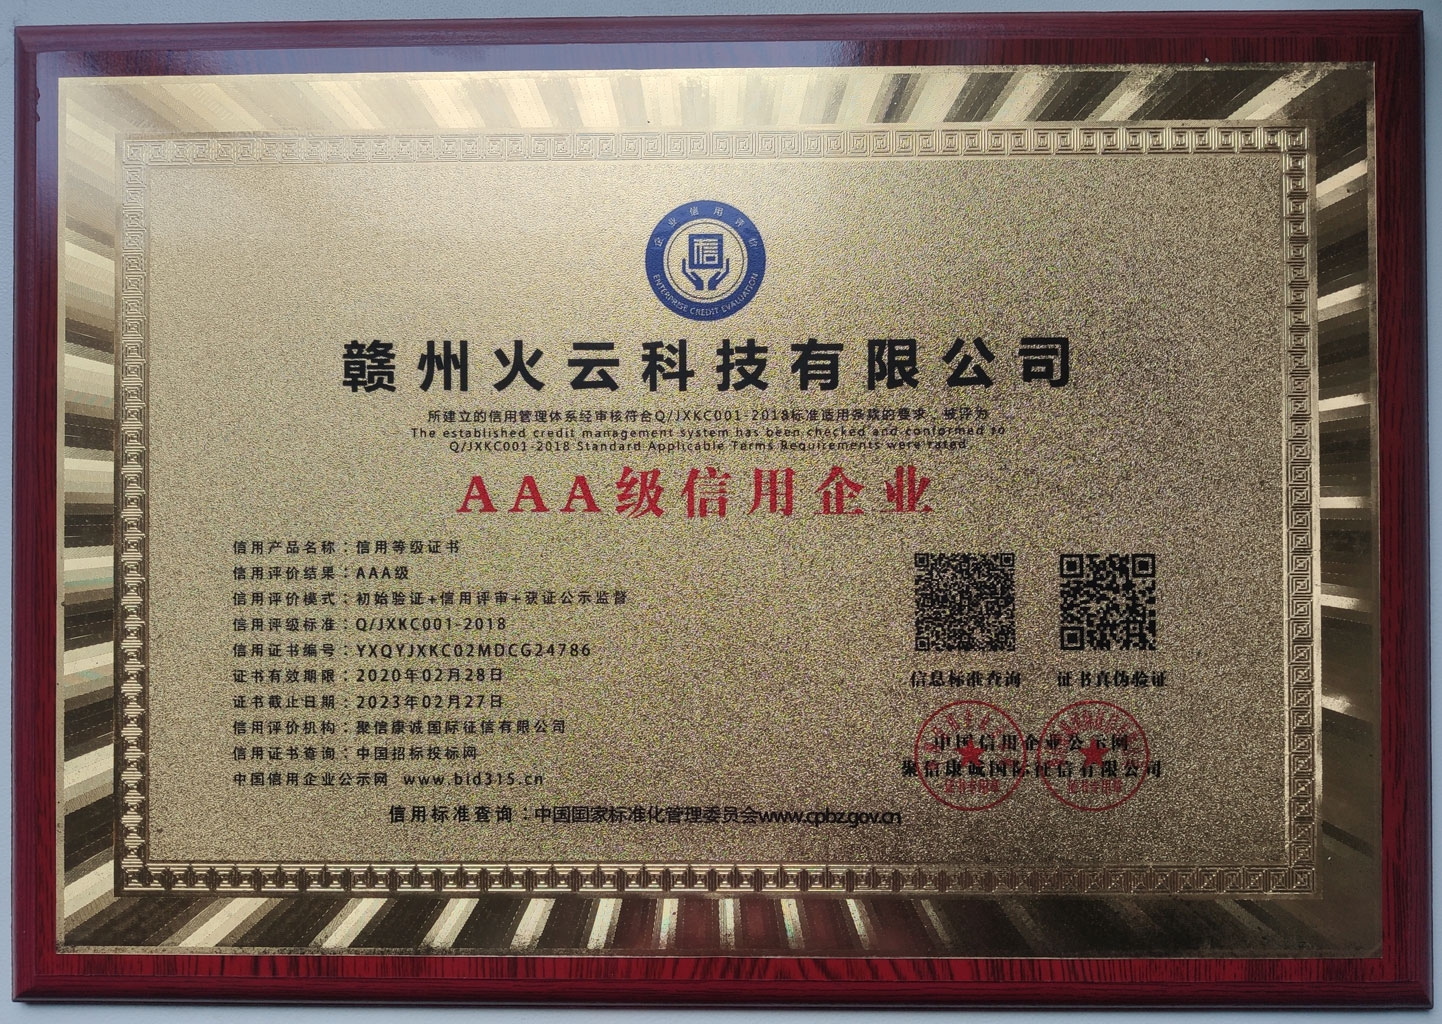 企业信用评价
ENTERPRISE CREDIT EVALUATION
信
赣州火云科技有限公司
所建立的信用管理体系经审核符合Q/JXKC001-2018标准适用条款的要求，被评为
The established credit management system has been checked and conformed to
Q/JXKC001-2018 Standard Applicable Terms Requirements were rated
AAA级信用企业
信用产品名称：信用等级证书
信用评价结果：AAA级
信用评价模式：初始验证+信用评审+获证公示监督
信用评级标准：Q/JXKC001-2018
信用证书编号：YXQYJXKC02MDCG24786
证书有效期限：2020年02月28日
证书截止日期：2023年02月27日
信用评价机构：聚信康诚国际征信有限公司
信用证书查询：中国招标投标网
中国信用企业公示网 www.bid315.cn
信息标准查询 证书真伪验证
中国信用企业公示网
聚信康诚国际征信有限公司
信用标准查询：中国国家标准化管理委员会www.cpbz.gov.cn